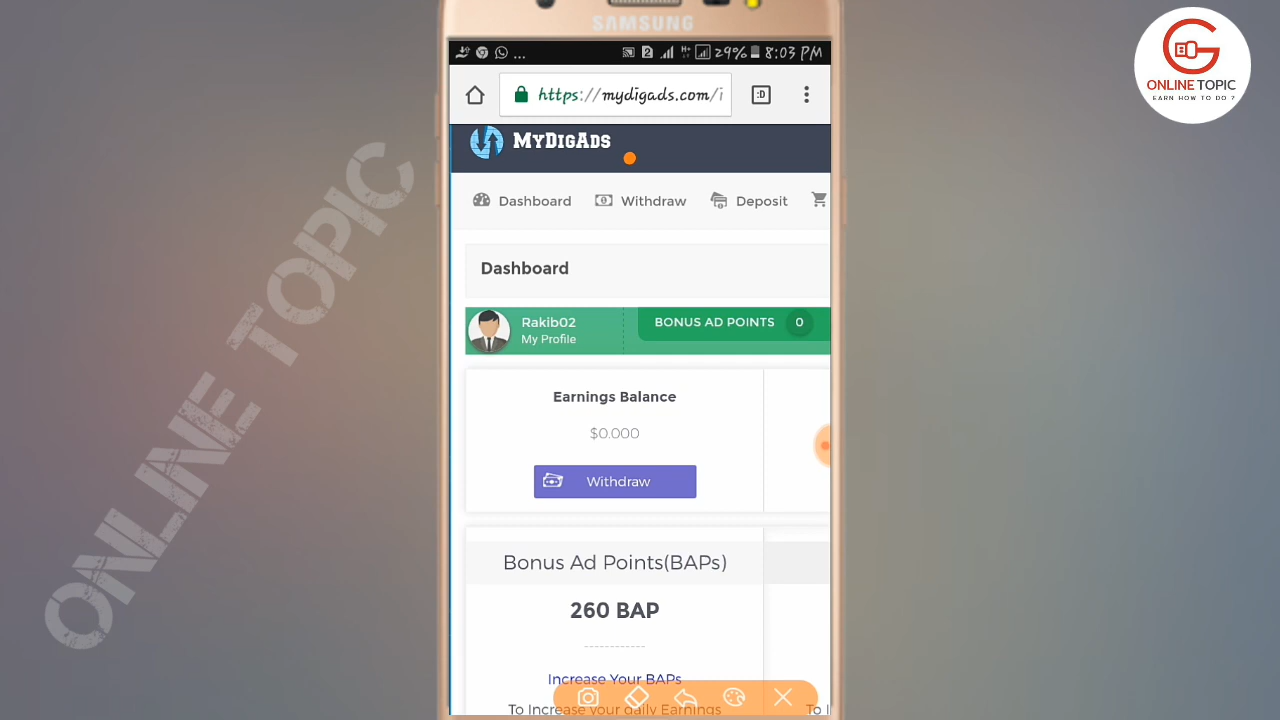 SAMSUNG
... 29% 8:03 PM
https://mydigads.com/i
:D
MYDIGADS
Dashboard Withdraw Deposit
Dashboard
Rakib02
My Profile
BONUS AD POINTS 0
Earnings Balance
$0.000
Withdraw
Bonus Ad Points(BAPs)
260 BAP
------------
Increase Your BAPs
To Increase your daily Earnings
To I
ONLINE TOPIC
ONLINE TOPIC
EARN HOW TO DO ?